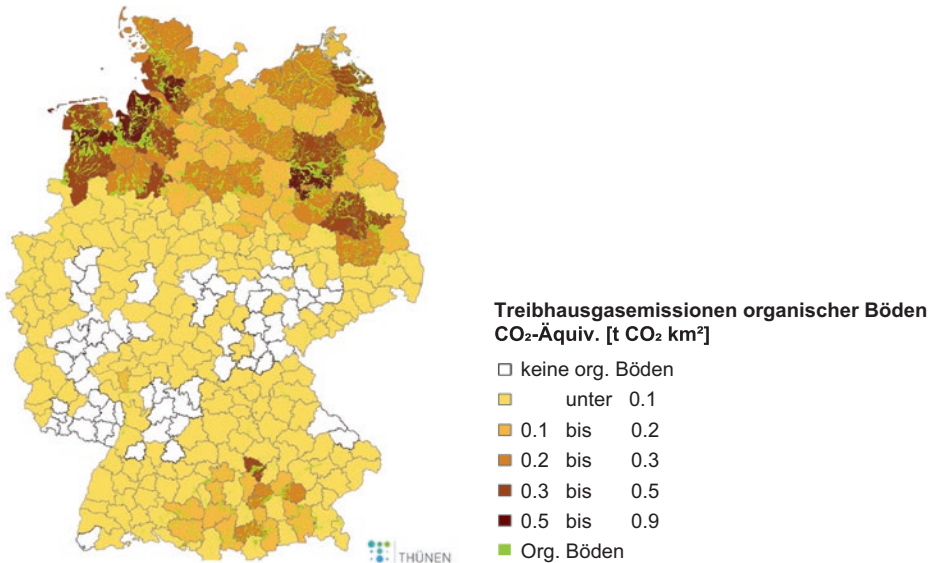 Treibhausgasemissionen organischer Böden
CO₂-Äquiv. [t CO₂ km²]
keine org. Böden
unter 0.1
0.1 bis 0.2
0.2 bis 0.3
0.3 bis 0.5
0.5 bis 0.9
Org. Böden
THÜNEN